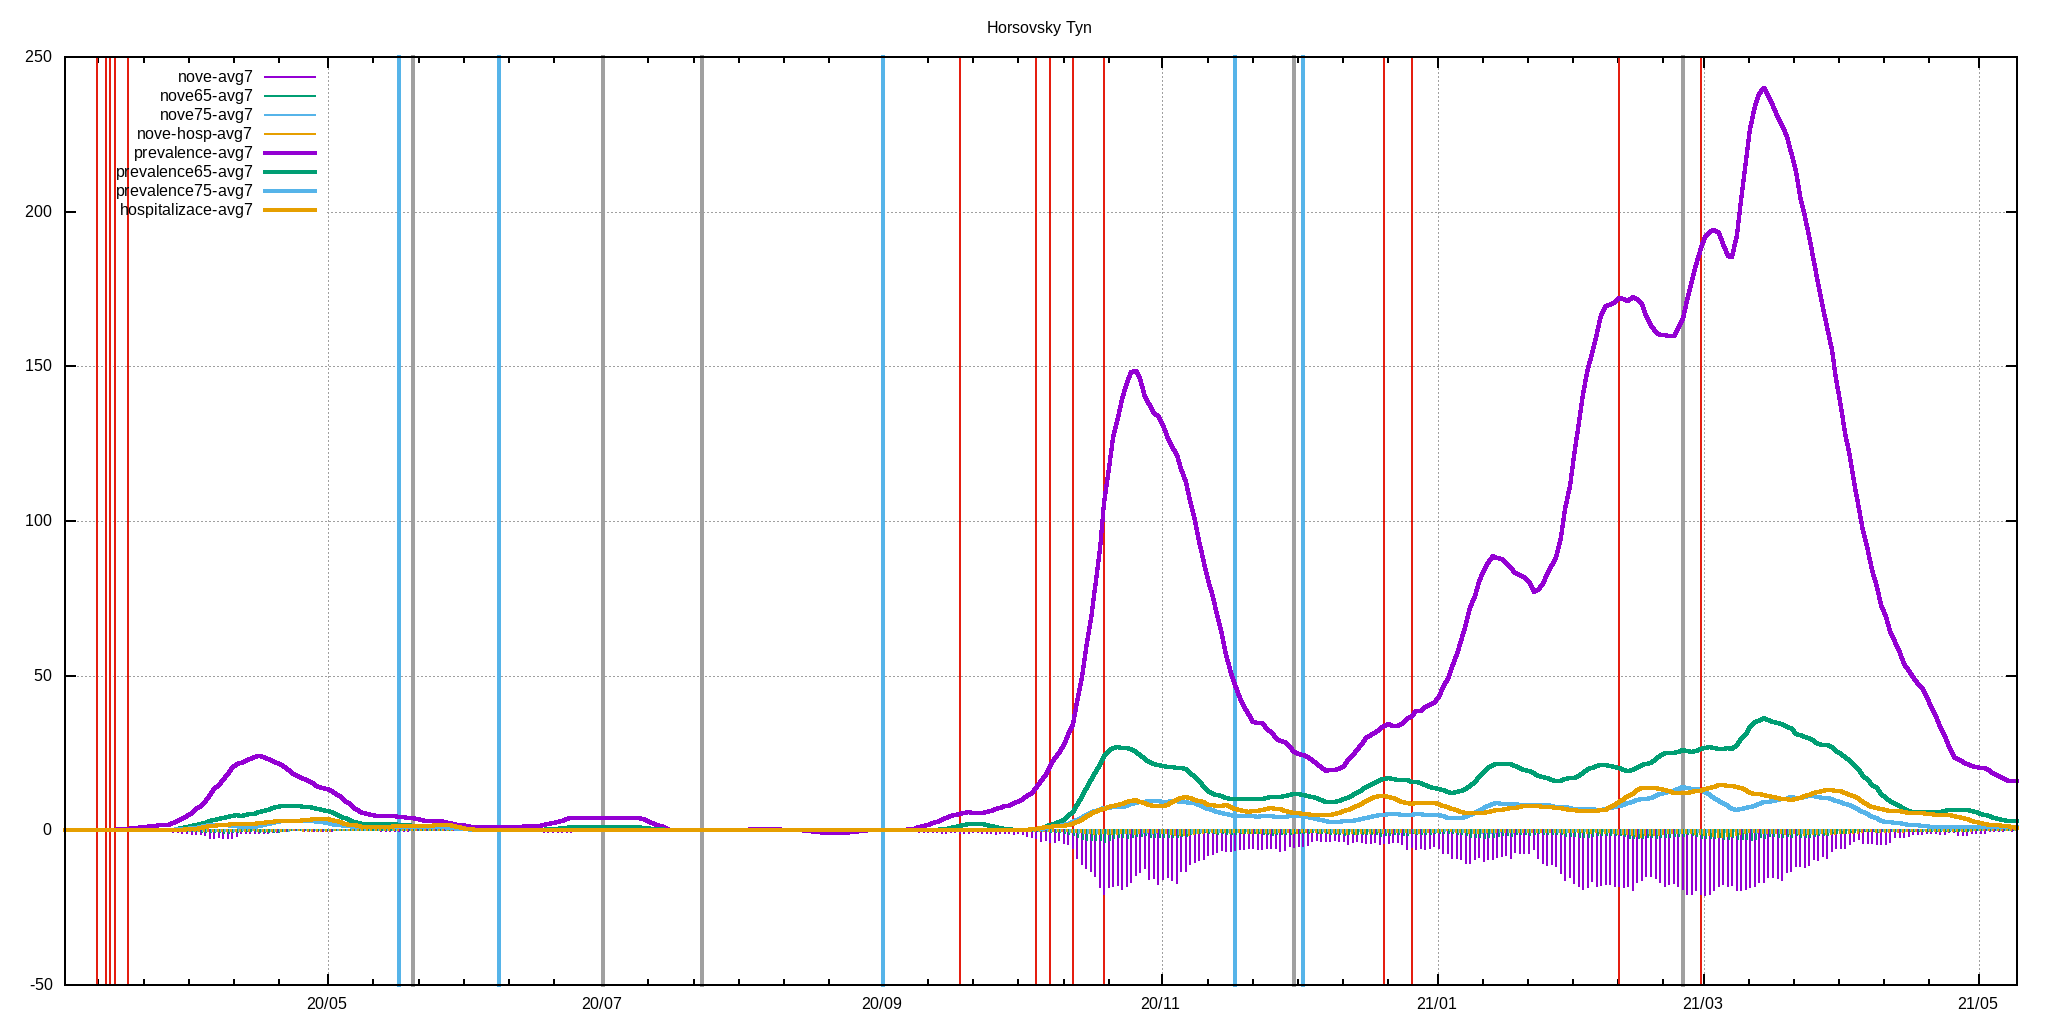 Horsovsky Tyn
250
200
150
100
50
0
-50
nove-avg7
nove65-avg7
nove75-avg7
nove-hosp-avg7
prevalence-avg7
prevalence65-avg7
prevalence75-avg7
hospitalizace-avg7
20/05 20/07 20/09 20/11 21/01 21/03 21/05